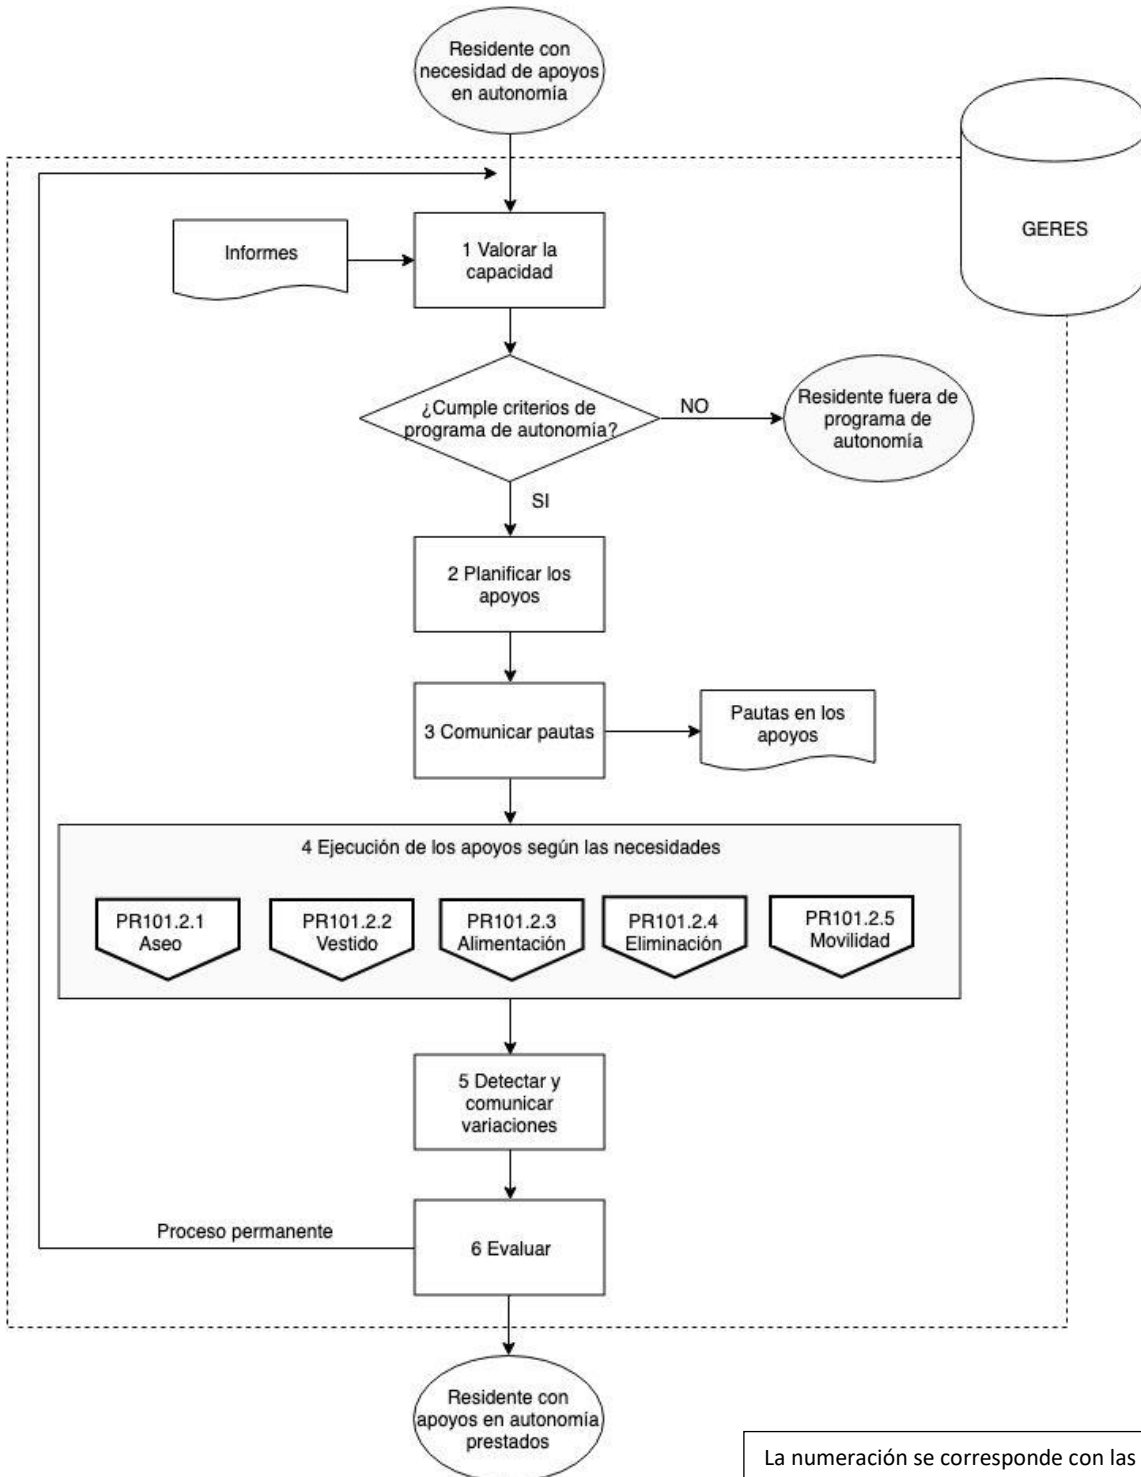 Residente con
necesidad de apoyos
en autonomía
GERES
Informes
1 Valorar la
capacidad
¿Cumple criterios de
programa de autonomía?
NO
Residente fuera de
programa de
autonomía
SI
2 Planificar los
apoyos
3 Comunicar pautas
Pautas en los
apoyos
4 Ejecución de los apoyos según las necesidades
PR101.2.1
Aseo
PR101.2.2
Vestido
PR101.2.3
Alimentación
PR101.2.4
Eliminación
PR101.2.5
Movilidad
5 Detectar y
comunicar
variaciones
Proceso permanente
6 Evaluar
Residente con
apoyos en autonomía
prestados
La numeración se corresponde con las